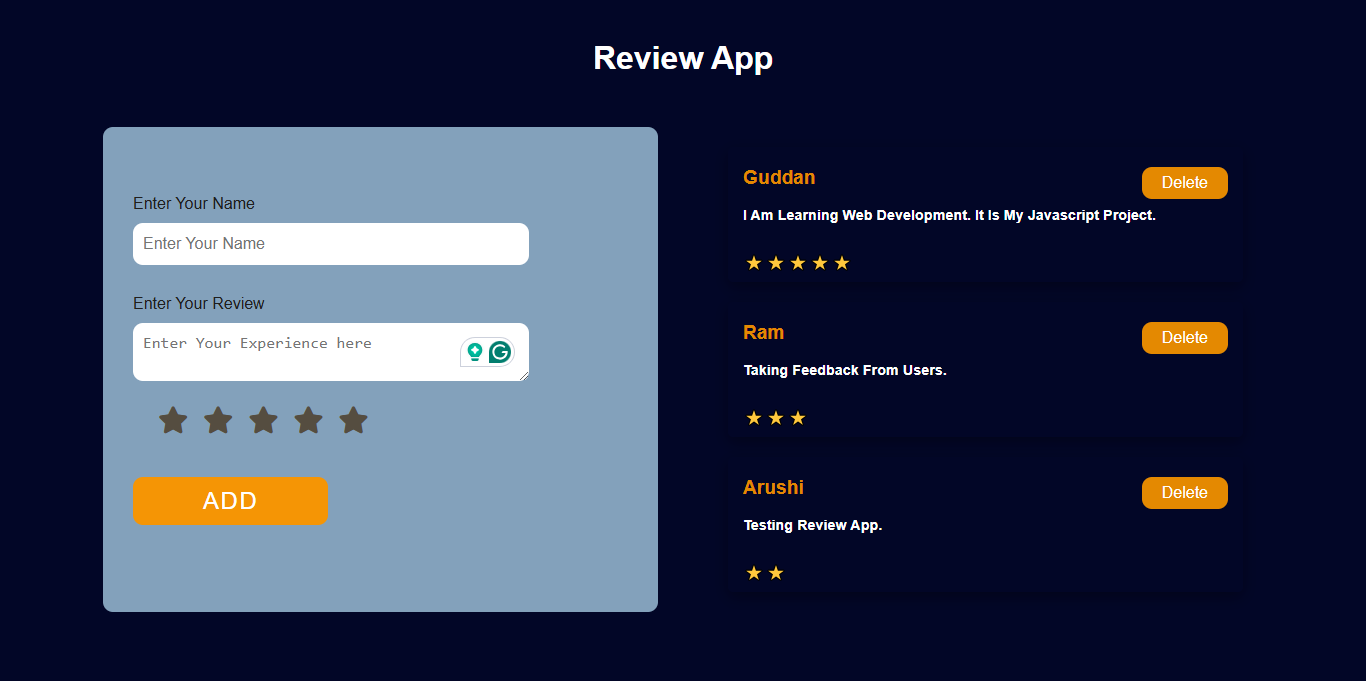 Review App
Enter Your Name
Enter Your Name
Enter Your Review
Enter Your Experience here
ADD
Guddan
Delete
I Am Learning Web Development. It Is My Javascript Project.
Ram
Delete
Taking Feedback From Users.
Arushi
Delete
Testing Review App.